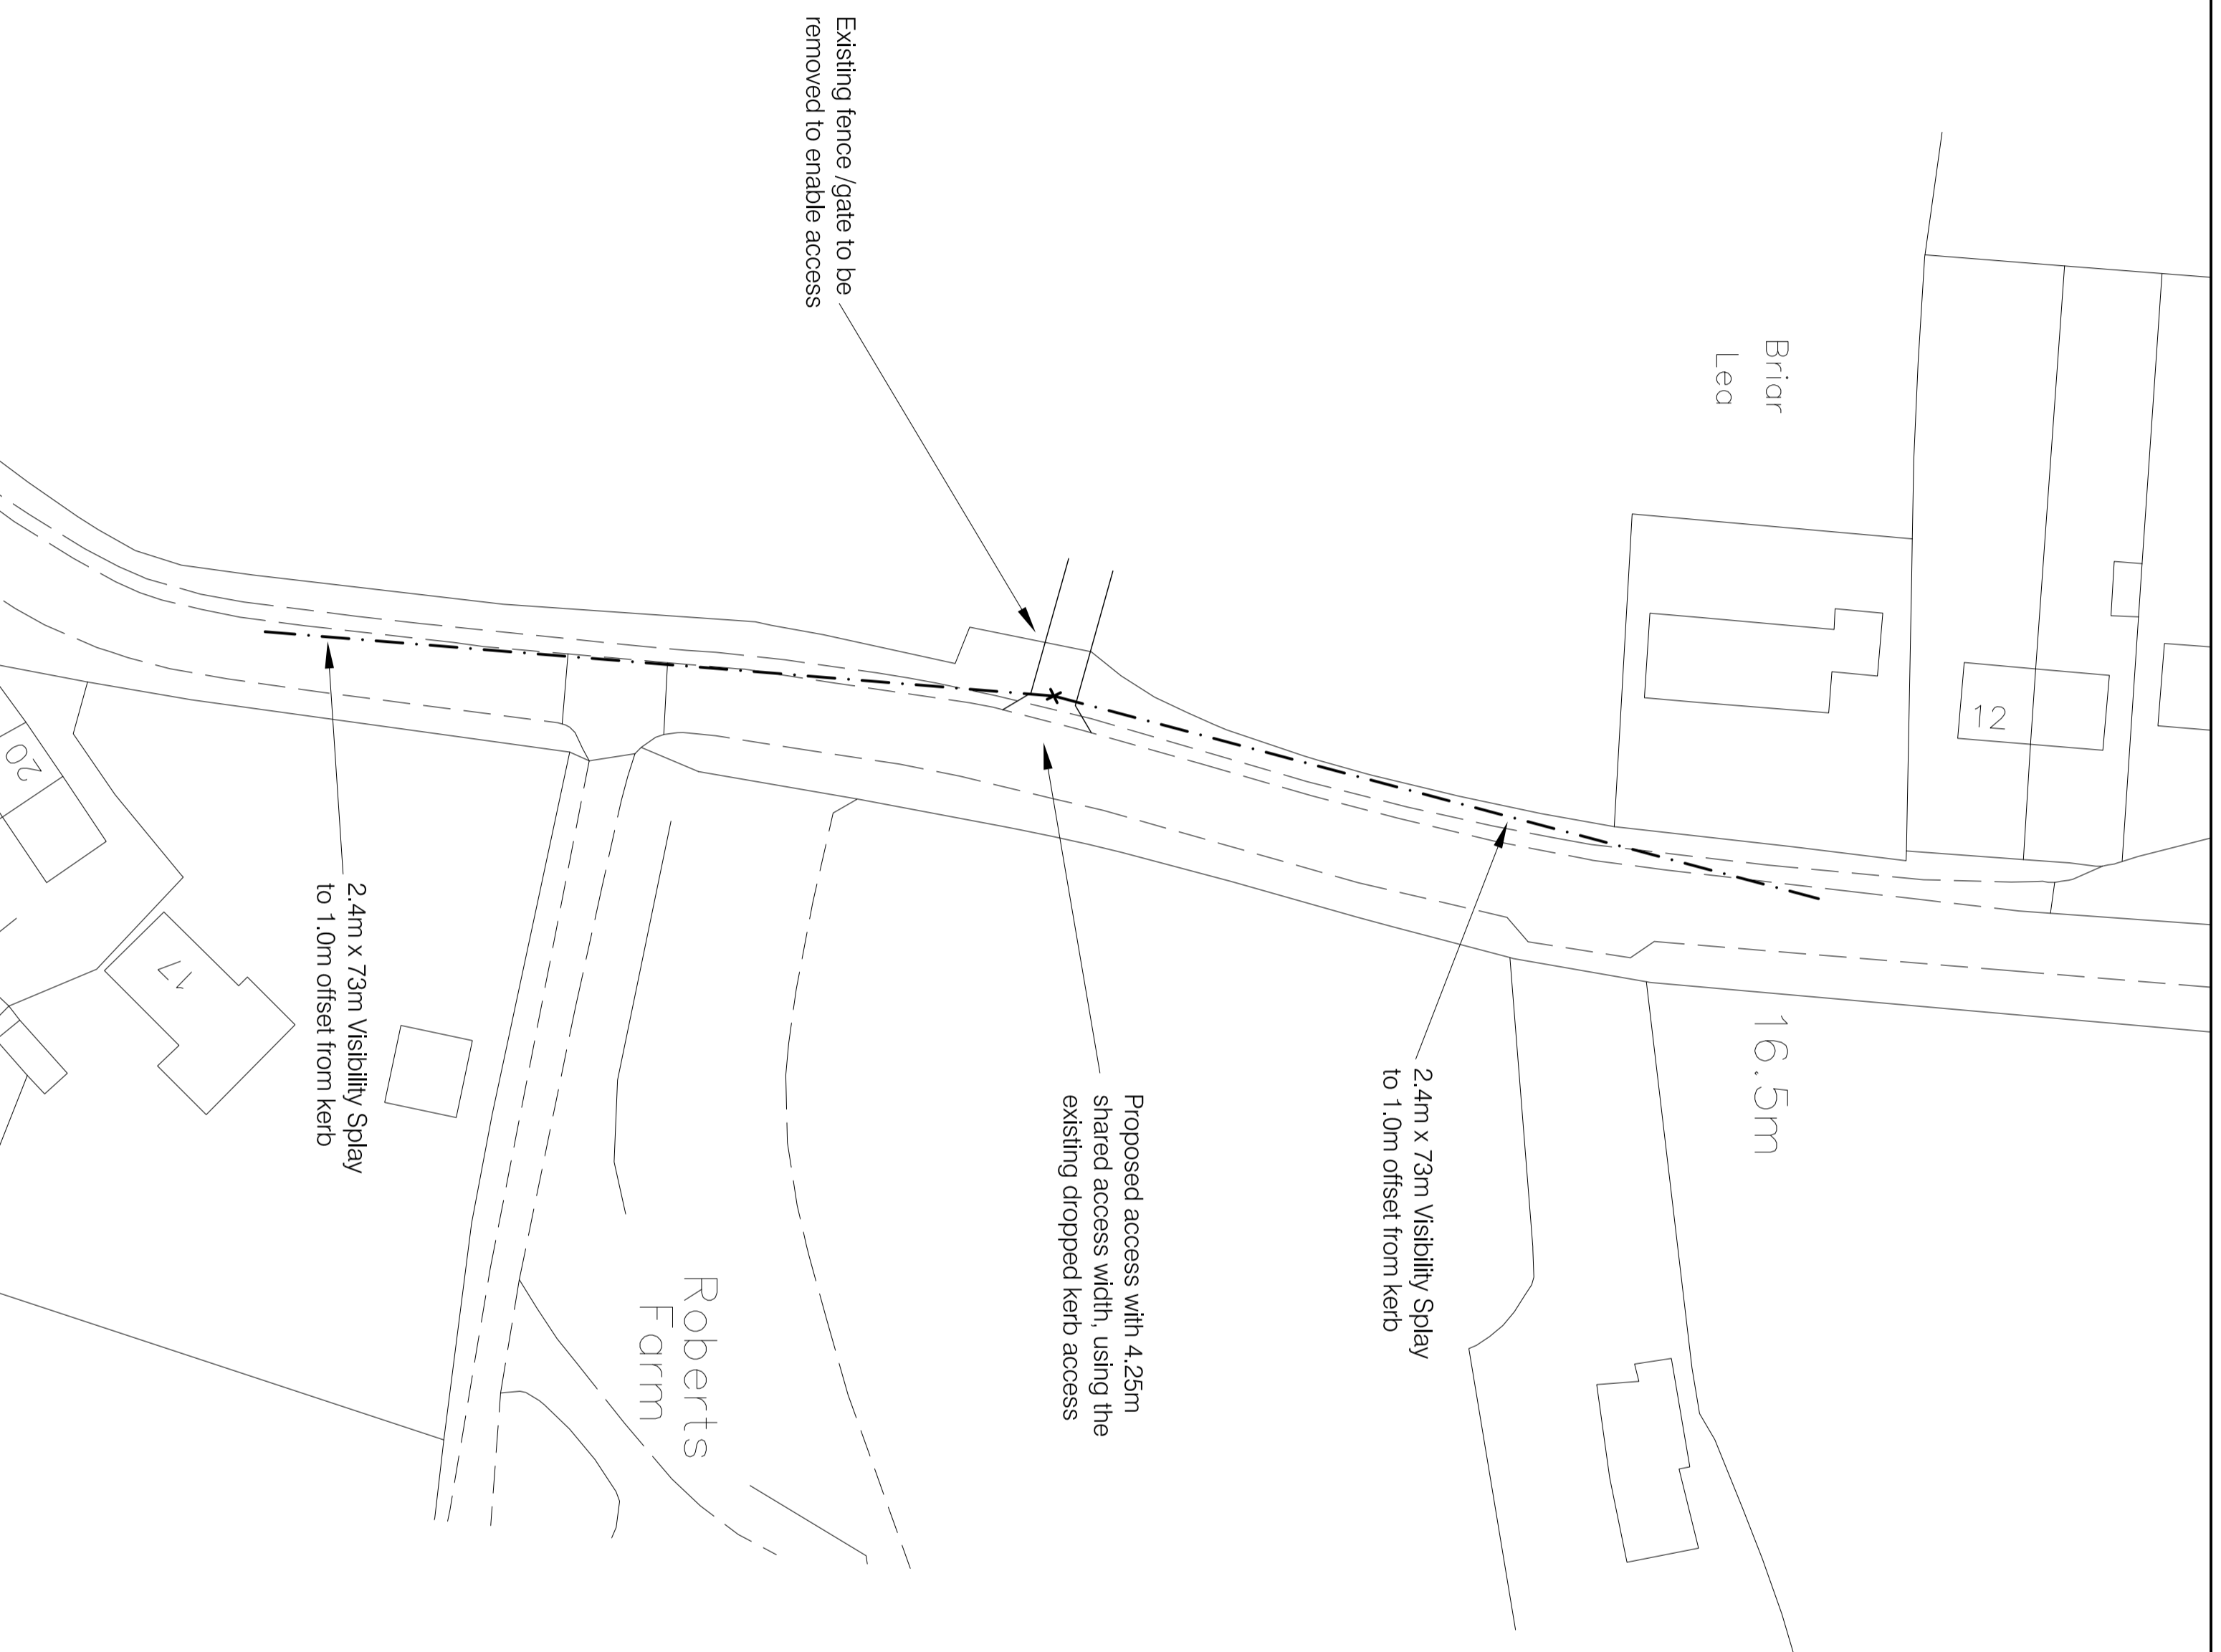 Briar
Lea
12
16.5m
2.4m x 73m Visibility Splay
to 1.0m offset from kerb
Proposed access with 4.25m
shared access width, using the
existing dropped kerb access
Existing fence /gate to be
removed to enable access
Roberts
Farm
2.4m x 73m Visibility Splay
to 1.0m offset from kerb
17
20